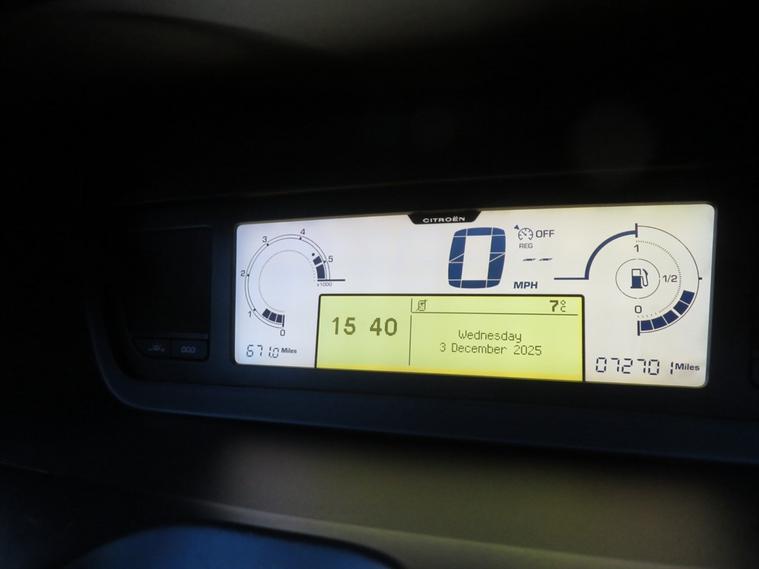 CITROËN
3
4
2
5
1
x1000
0
671.0 Miles
0
OFF
REG
--
MPH
15 40
7°C
Wednesday
3 December 2025
1
1/2
0
072701 Miles